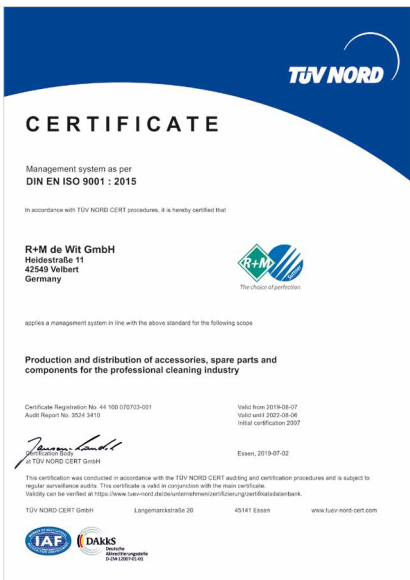 TÜV NORD
CERTIFICATE
Management system as per
DIN EN ISO 9001 : 2015
In accordance with TÜV NORD CERT procedures, it is hereby certified that
R+M de Wit GmbH
Heidestraße 11
42549 Velbert
Germany
R+M
The choice of perfection
applies a management system in line with the above standard for the following scope
Production and distribution of accessories, spare parts and
components for the professional cleaning industry
Certificate Registration No. 44 100 070703-001
Audit Report No. 3524 3410
Valid from 2019-08-07
Valid until 2022-08-06
Initial certification 2007
Certification Body
at TÜV NORD CERT GmbH
Essen, 2019-07-02
This certification was conducted in accordance with the TÜV NORD CERT auditing and certification procedures and is subject to
regular surveillance audits. This certificate is valid in conjunction with the main certificate.
Validity can be verified at https://www.tuev-nord.de/de/unternehmen/zertifizierung/zertifikatsdatenbank.
TÜV NORD CERT GmbH Langemarckstraße 20 45141 Essen www.tuev-nord-cert.com
IAF
DAkkS
Deutsche
Akkreditierungsstelle
D-ZM-12007-01-01